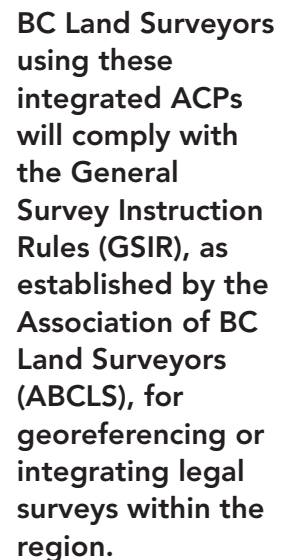 BC Land Surveyors
using these
integrated ACPs
will comply with
the General
Survey Instruction
Rules (GSIR), as
established by the
Association of BC
Land Surveyors
(ABCLS), for
georeferencing or
integrating legal
surveys within the
region.